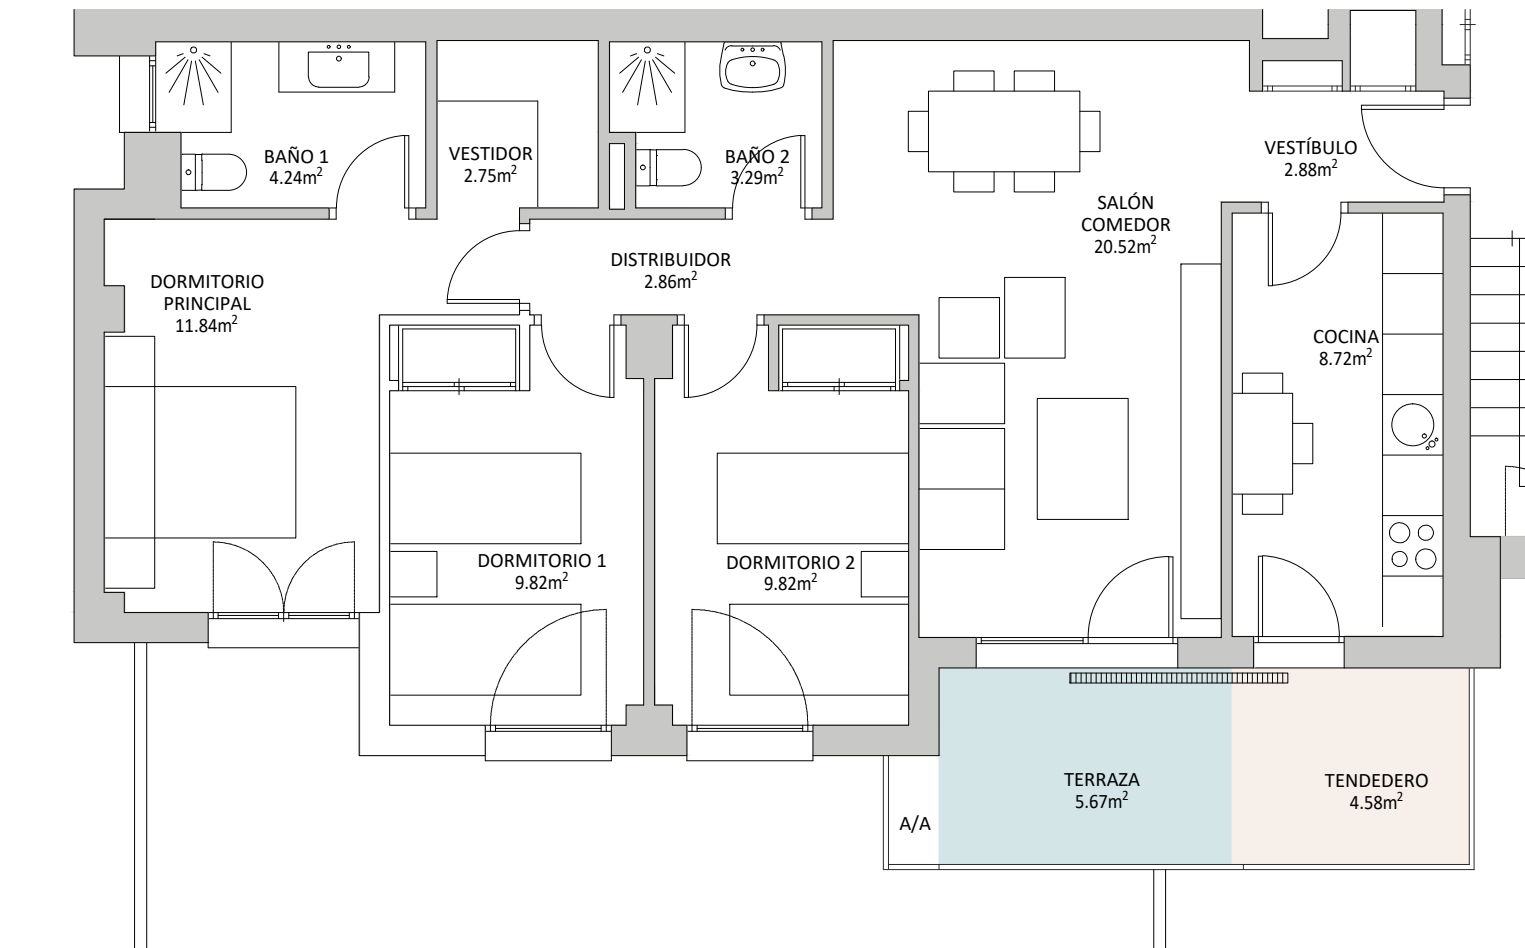 BAÑO 1
4.24m²
VESTIDOR
2.75m²
BAÑO 2
3.29m²
VESTÍBULO
2.88m²
SALÓN
COMEDOR
20.52m²
DISTRIBUIDOR
2.86m²
DORMITORIO
PRINCIPAL
11.84m²
COCINA
8.72m²
DORMITORIO 1
9.82m²
DORMITORIO 2
9.82m²
TERRAZA
5.67m²
TENDEDERO
4.58m²
A/A